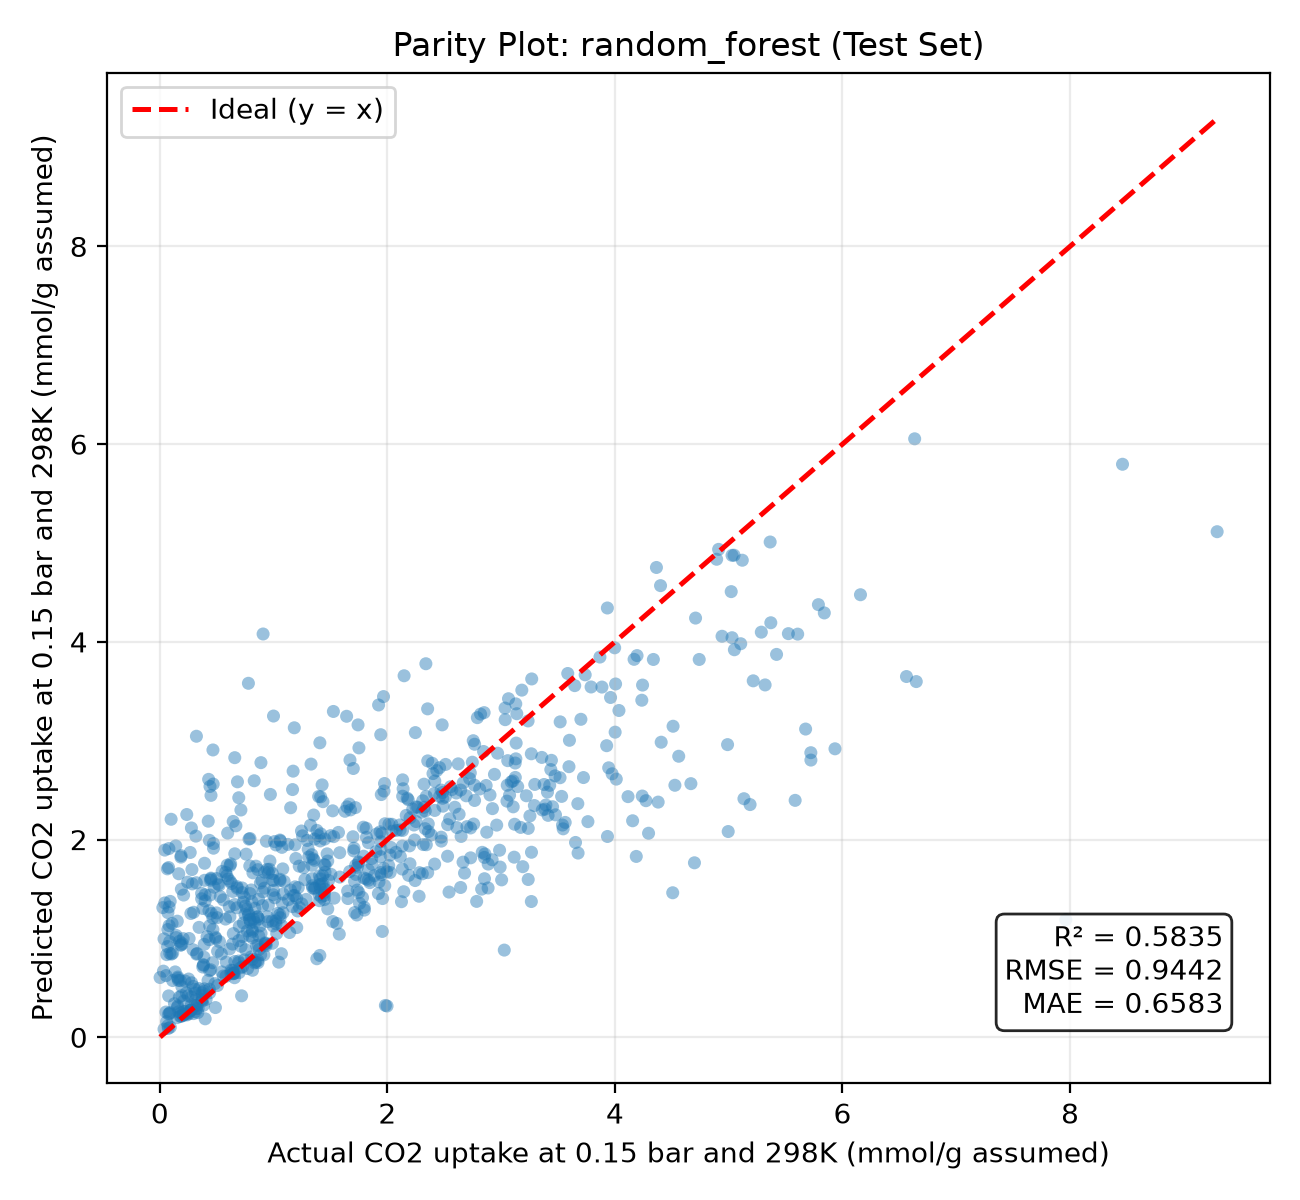 Parity Plot: random_forest (Test Set)
Ideal (y = x)
Predicted CO2 uptake at 0.15 bar and 298K (mmol/g assumed)
8
6
4
2
0
R² = 0.5835
RMSE = 0.9442
MAE = 0.6583
0 2 4 6 8
Actual CO2 uptake at 0.15 bar and 298K (mmol/g assumed)